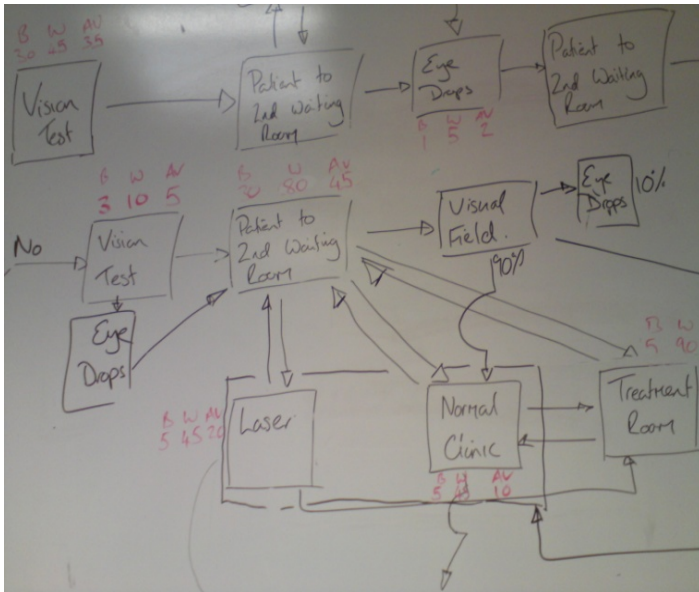 B W AV
30 45 35
Vision
Test
Patient to
2nd Waiting
Room
Eye
Drops
B W AV
1 5 2
Patient to
2nd Waiting
Room
B W AV
3 10 5
No
Vision
Test
Eye
Drops
B W AV
80 45
Patient to
2nd Waiting
Room
Visual
Field.
90%
Eye
Drops
10%
B W
5 90
Treatment
Room
B W AV
5 45 20
Laser
Normal
Clinic
B W AV
5 45 10